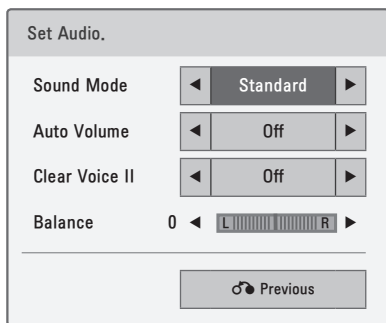 Set Audio.
Sound Mode ◄ Standard ►
Auto Volume ◄ Off ►
Clear Voice II ◄ Off ►
Balance 0 ◄ L R ►
Previous